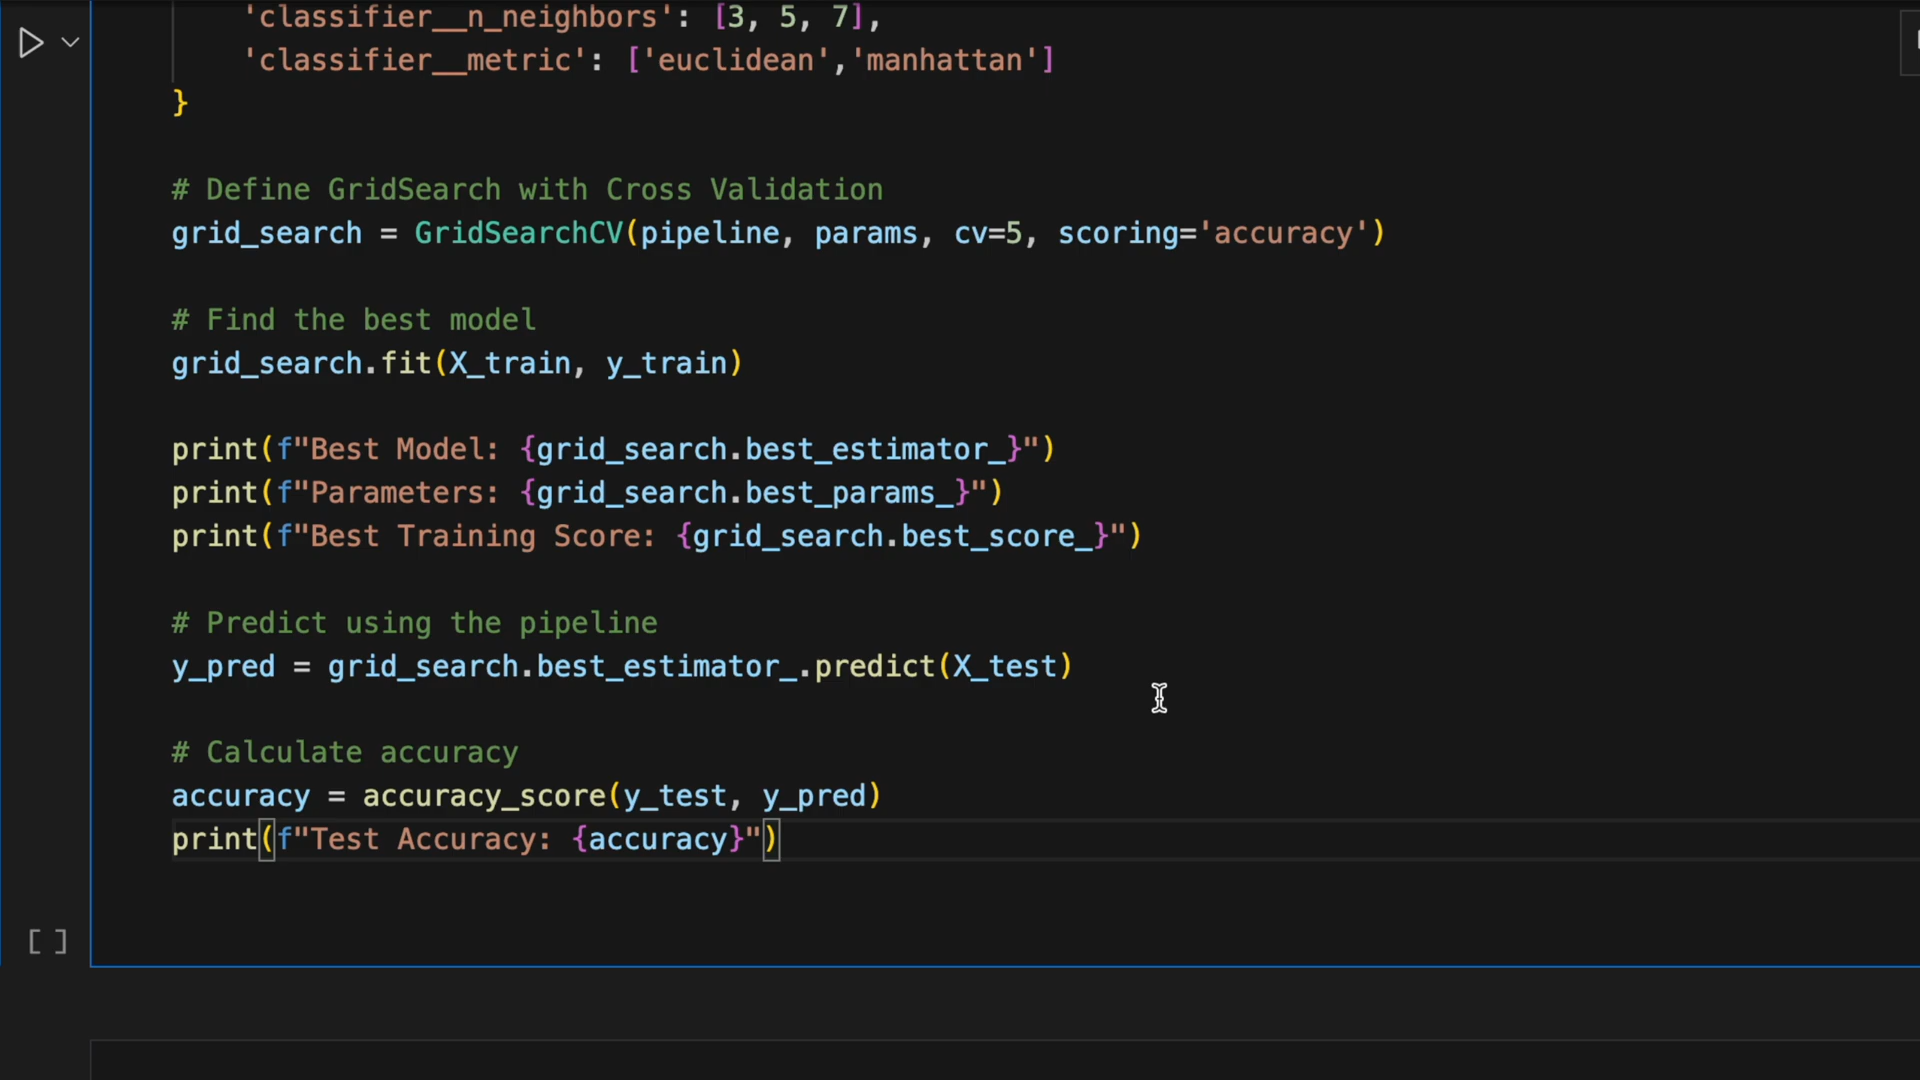 'classifier__n_neighbors': [3, 5, 7],
'classifier__metric': ['euclidean','manhattan']
}
# Define GridSearch with Cross Validation
grid_search = GridSearchCV(pipeline, params, cv=5, scoring='accuracy')
# Find the best model
grid_search.fit(X_train, y_train)
print(f"Best Model: {grid_search.best_estimator_}")
print(f"Parameters: {grid_search.best_params_}")
print(f"Best Training Score: {grid_search.best_score_}")
# Predict using the pipeline
y_pred = grid_search.best_estimator_.predict(X_test)
# Calculate accuracy
accuracy = accuracy_score(y_test, y_pred)
print(f"Test Accuracy: {accuracy}")
[ ]